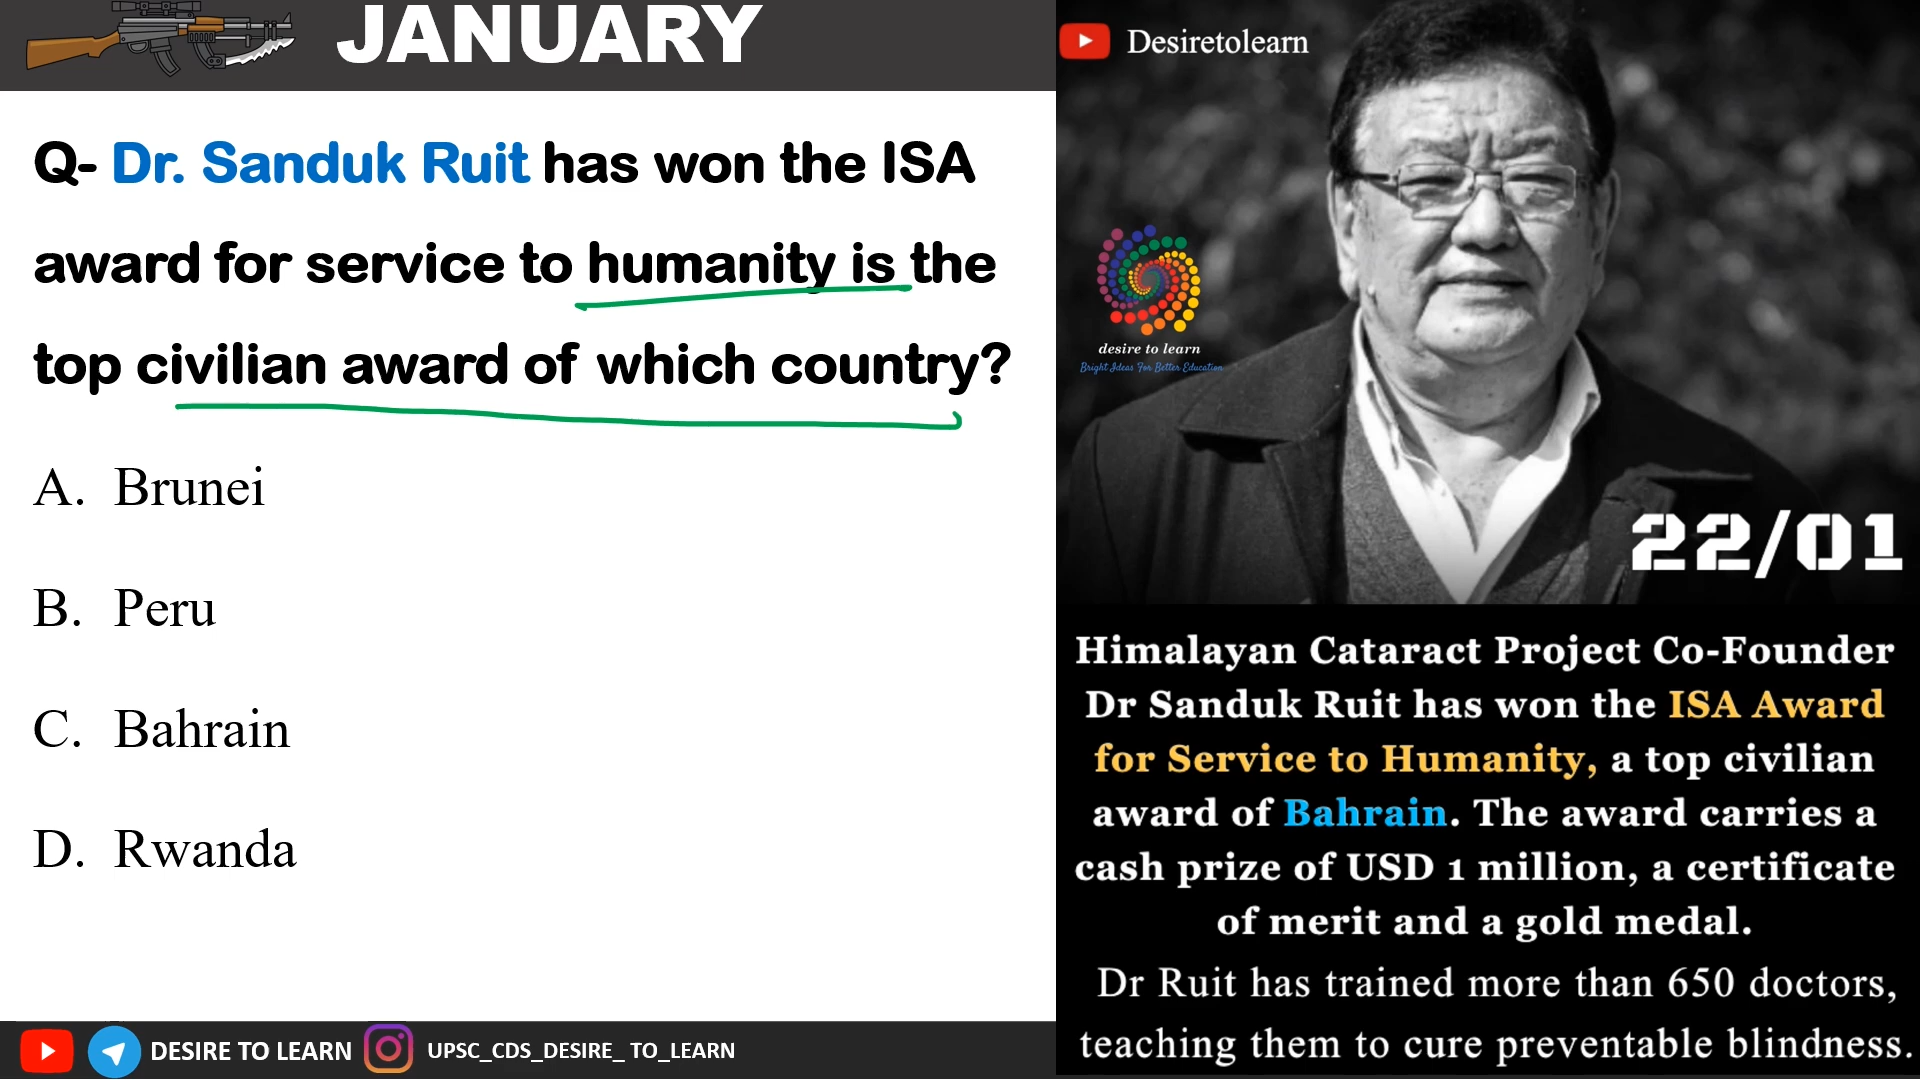 JANUARY
Q- Dr. Sanduk Ruit has won the ISA
award for service to humanity is the
top civilian award of which country?
A. Brunei
B. Peru
C. Bahrain
D. Rwanda
DESIRE TO LEARN
UPSC_CDS_DESIRE_ TO_LEARN
Desiretolearn
desire to learn
Bright Ideas For Better Education
22/01
Himalayan Cataract Project Co-Founder
Dr Sanduk Ruit has won the ISA Award
for Service to Humanity, a top civilian
award of Bahrain. The award carries a
cash prize of USD 1 million, a certificate
of merit and a gold medal.
Dr Ruit has trained more than 650 doctors,
teaching them to cure preventable blindness.